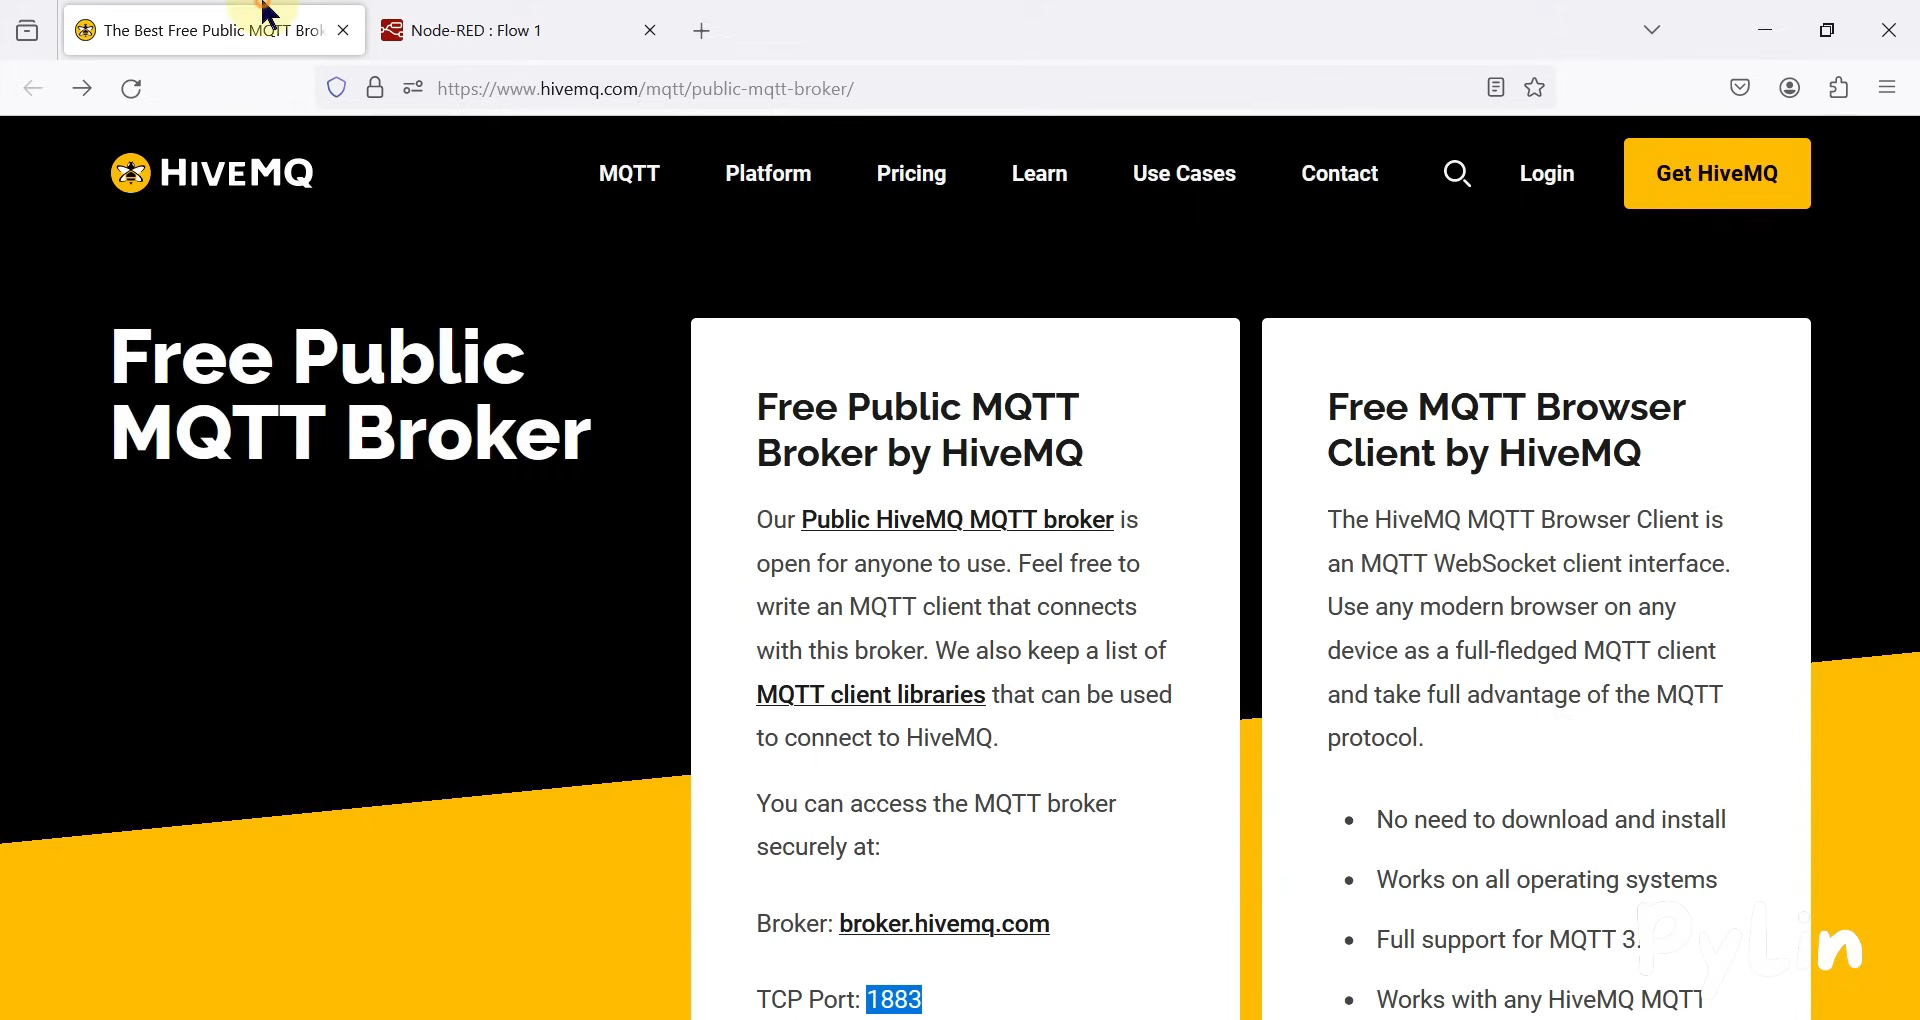 The Best Free Public MQTT Brok
Node-RED : Flow 1
https://www.hivemq.com/mqtt/public-mqtt-broker/
HIVEMQ
MQTT
Platform
Pricing
Learn
Use Cases
Contact
Login
Get HiveMQ
Free Public
MQTT Broker
Free Public MQTT
Broker by HiveMQ
Our Public HiveMQ MQTT broker is
open for anyone to use. Feel free to
write an MQTT client that connects
with this broker. We also keep a list of
MQTT client libraries that can be used
to connect to HiveMQ.
You can access the MQTT broker
securely at:
Broker: broker.hivemq.com
TCP Port: 1883
Free MQTT Browser
Client by HiveMQ
The HiveMQ MQTT Browser Client is
an MQTT WebSocket client interface.
Use any modern browser on any
device as a full-fledged MQTT client
and take full advantage of the MQTT
protocol.
• No need to download and install
• Works on all operating systems
• Full support for MQTT 3.
• Works with any HiveMQ MQTT
PyLin